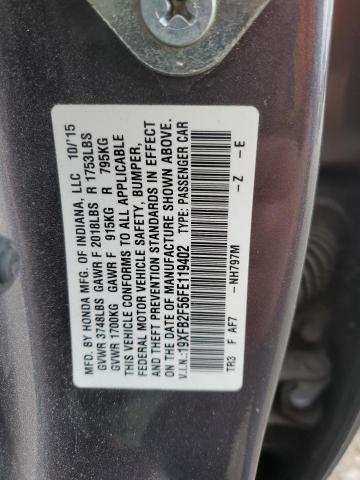 MFD. BY HONDA MFG. OF INDIANA, LLC 10/'15
GVWR 3748LBS GAWR F 2018LBS R 1753LBS
GVWR 1700KG GAWR F 915KG R 795KG
THIS VEHICLE CONFORMS TO ALL APPLICABLE
FEDERAL MOTOR VEHICLE SAFETY, BUMPER,
AND THEFT PREVENTION STANDARDS IN EFFECT
ON THE DATE OF MANUFACTURE SHOWN ABOVE.
V.I.N.:19XFB2F56FE119402 TYPE: PASSENGER CAR
TR3 F AF7 -NH797M -Z -E